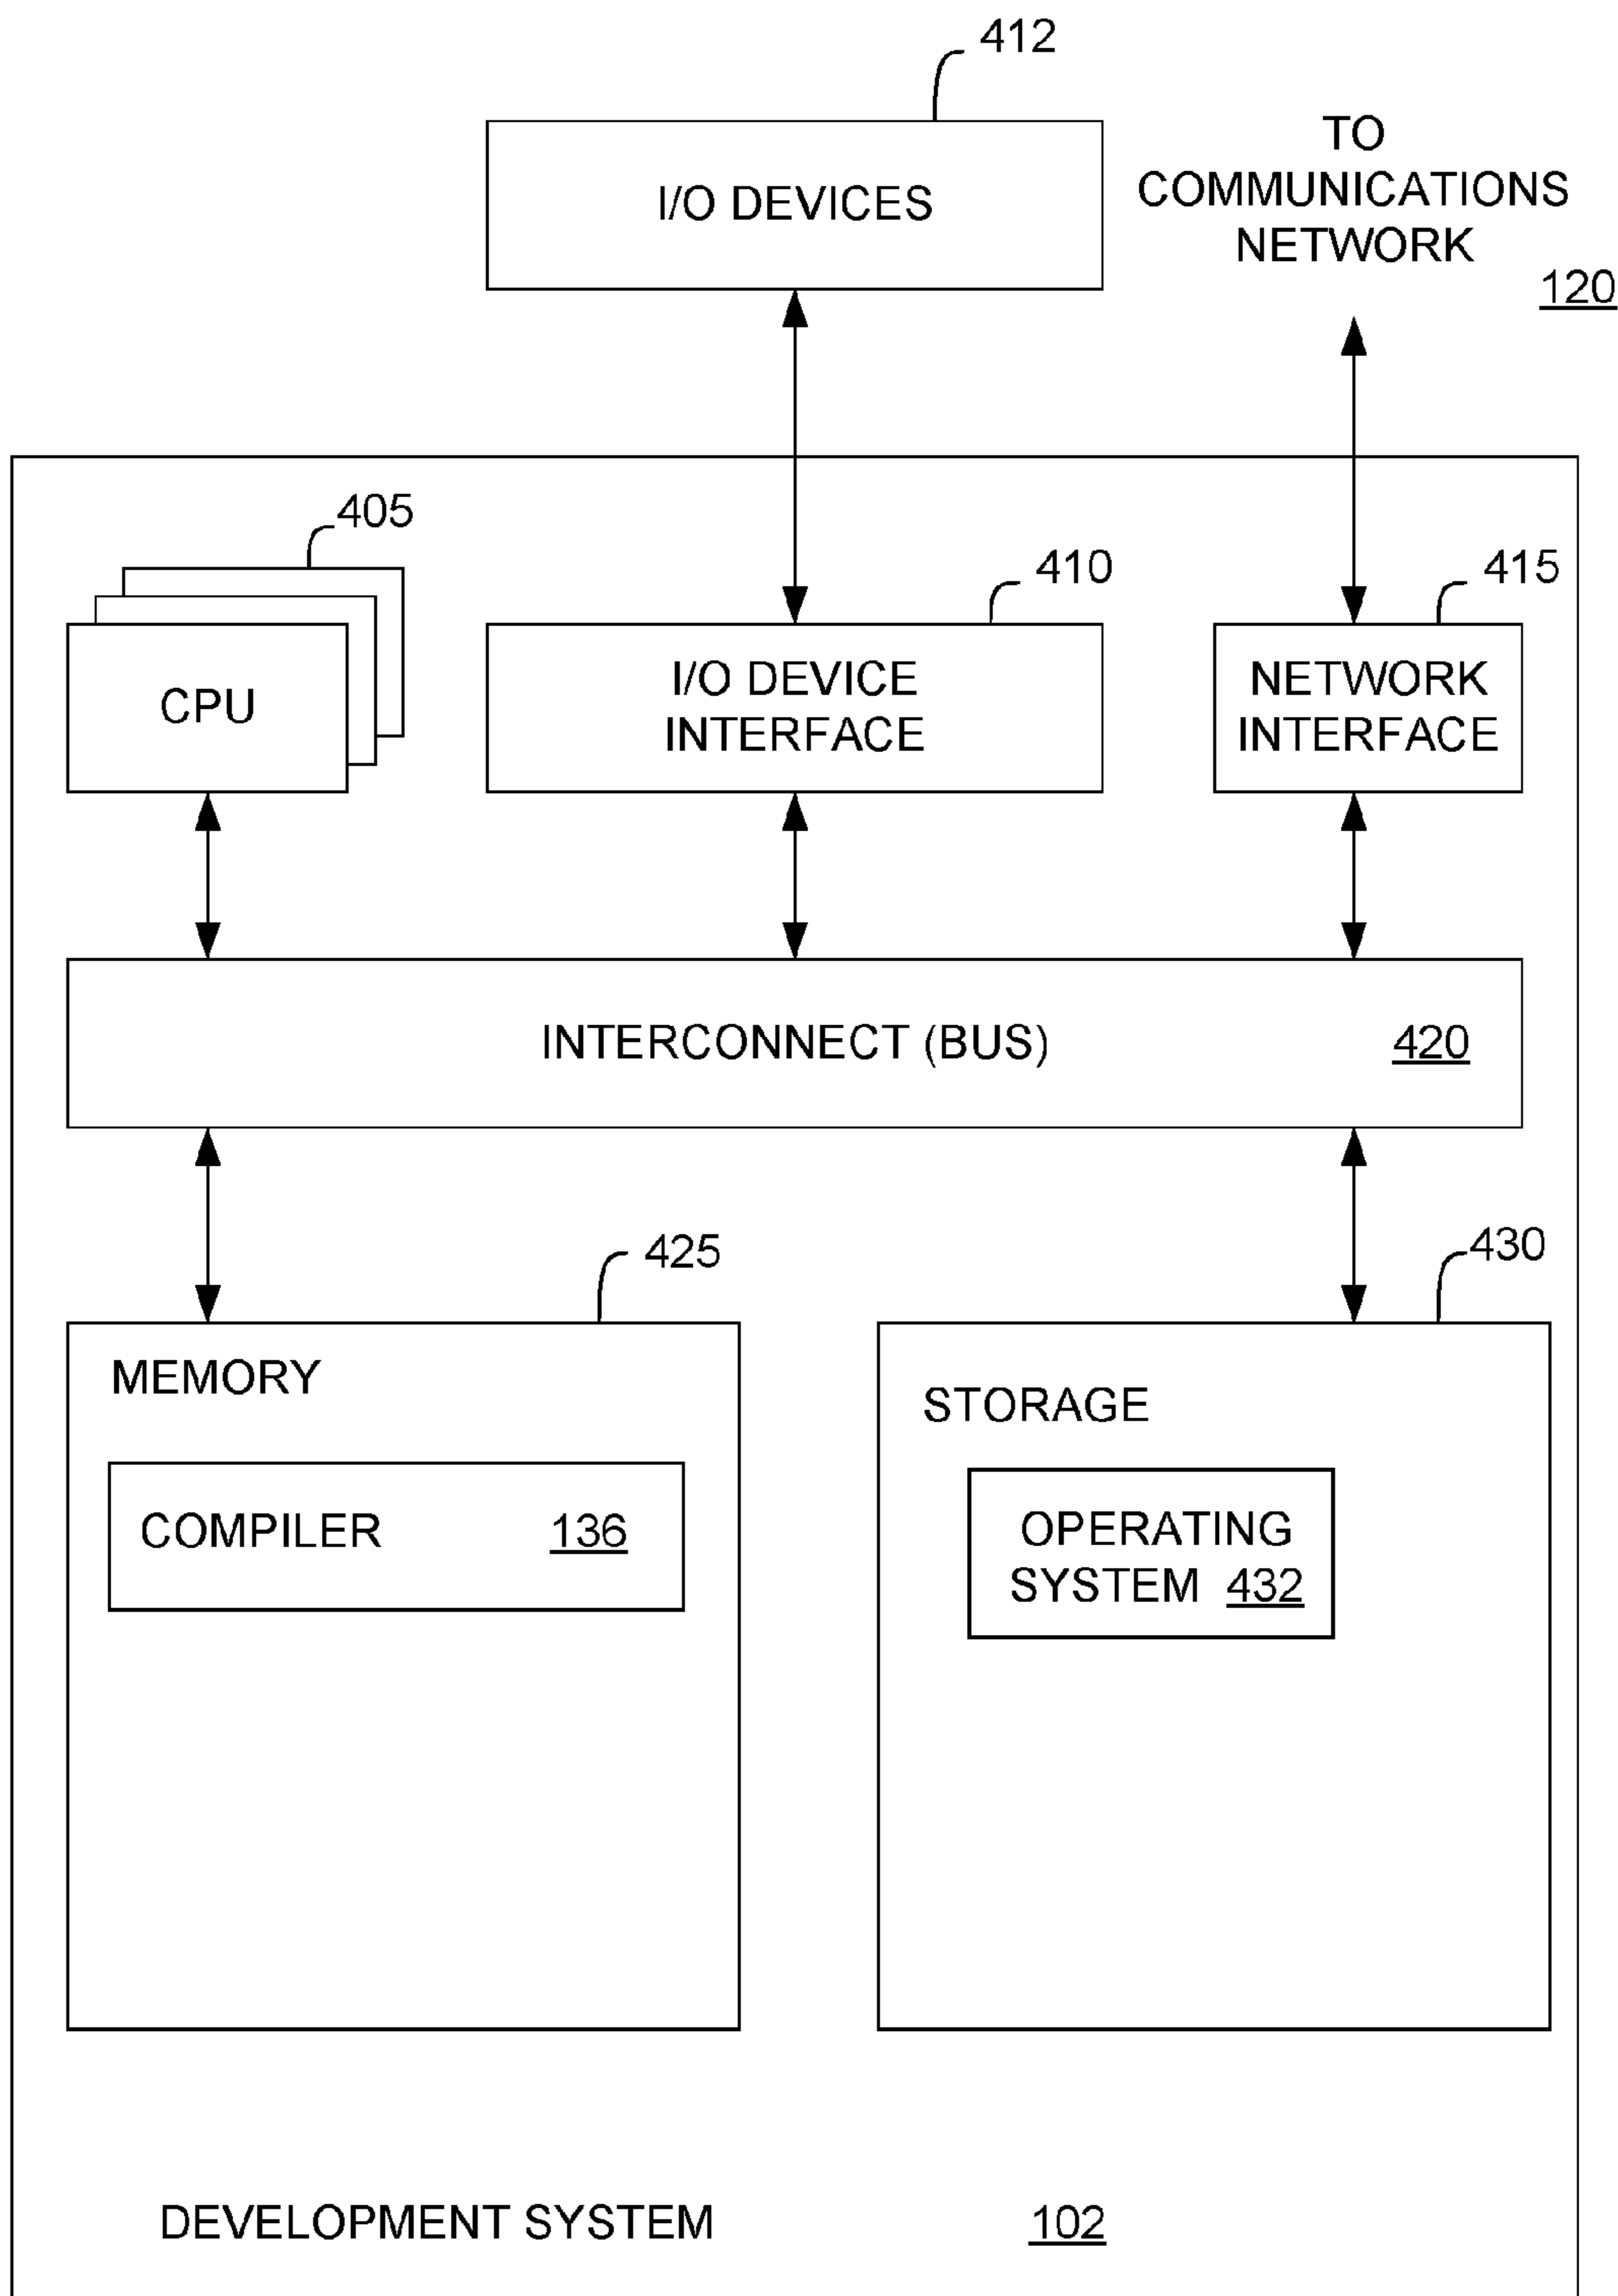 412
I/O DEVICES
TO
COMMUNICATIONS
NETWORK
120
405
410
415
CPU
I/O DEVICE
INTERFACE
NETWORK
INTERFACE
INTERCONNECT (BUS) 420
425
430
MEMORY
STORAGE
COMPILER 136
OPERATING
SYSTEM 432
DEVELOPMENT SYSTEM 102